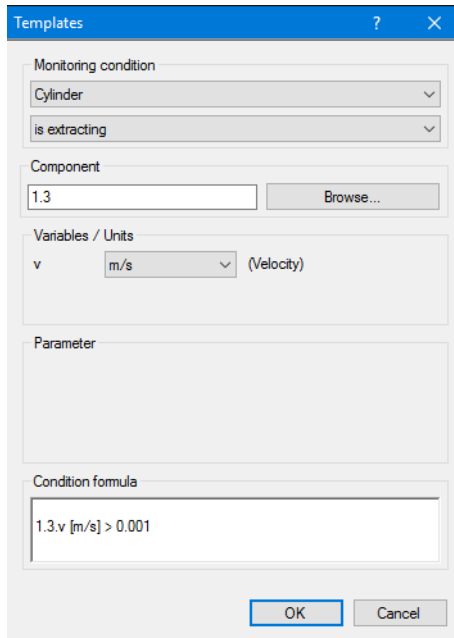 Templates ?
Monitoring condition
Cylinder
is extracting
Component
1.3 Browse...
Variables / Units
v m/s (Velocity)
Parameter
Condition formula
1.3.v [m/s] > 0.001
OK Cancel